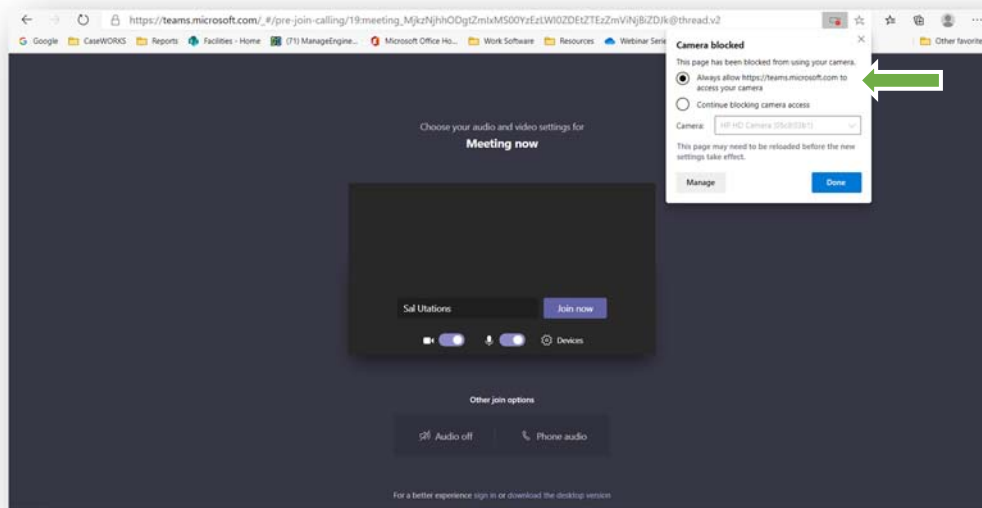 https://teams.microsoft.com/_#/pre-join-calling/19:meeting_MjkzNjhhODgtZmIxMS00YzEzLWI0ZDEtZTEzZmViNjBiZDJk@thread.v2
Google CaseWORKS Reports Facilities - Home (71) ManageEngine... Microsoft Office Ho... Work Software Resources Webinar Serie Other favorite
Camera blocked
This page has been blocked from using your camera.
Always allow https://teams.microsoft.com to
access your camera
Continue blocking camera access
Camera: HP HD Camera
This page may need to be reloaded before the new
settings take effect.
Manage Done
Choose your audio and video settings for
Meeting now
Sal Utations Join now
Devices
Other join options
Audio off Phone audio
For a better experience sign in or download the desktop version